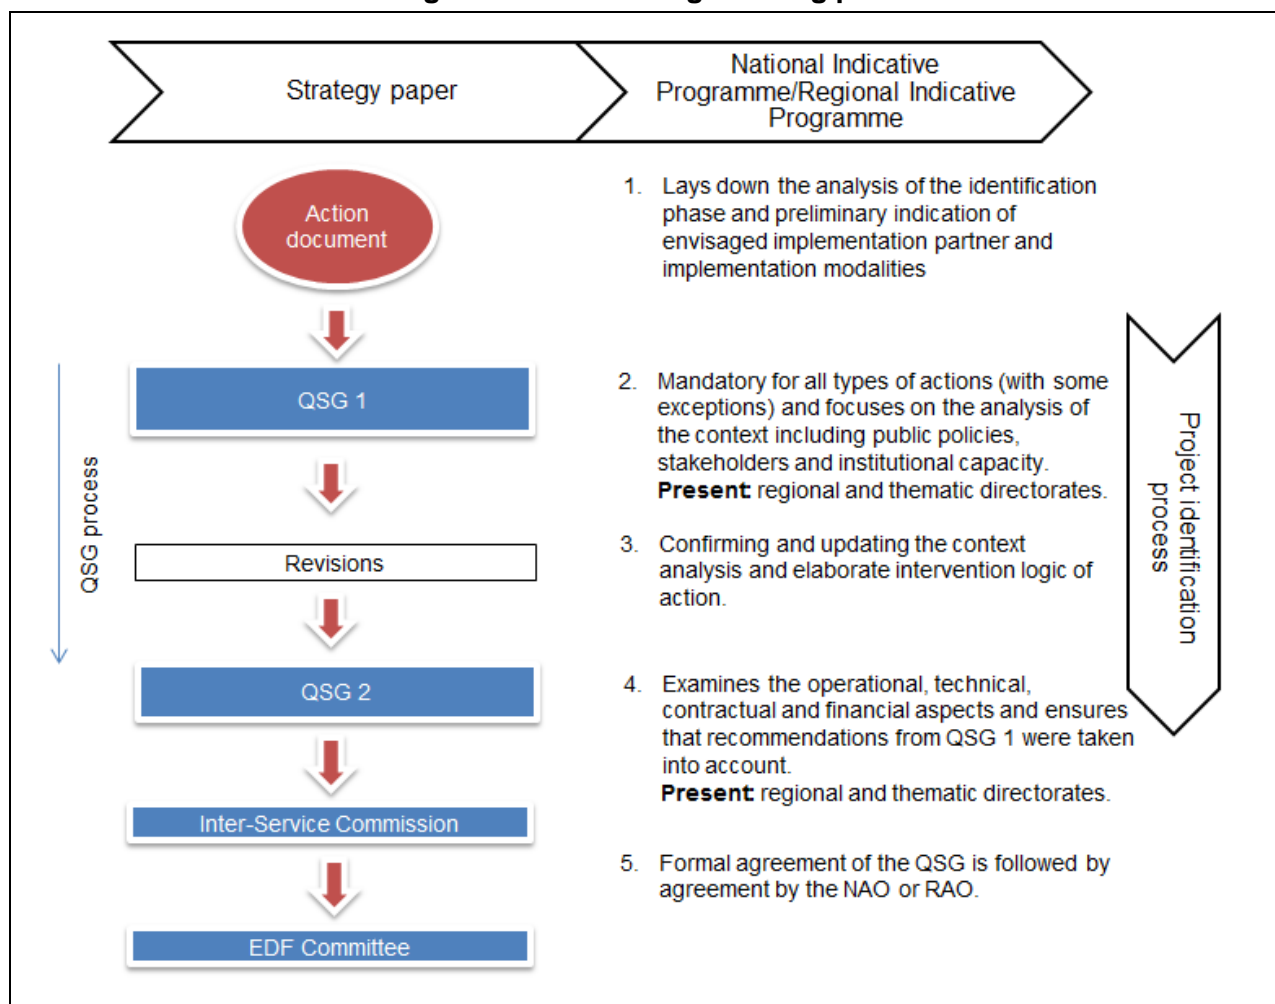 Strategy paper
National Indicative
Programme/Regional Indicative
Programme
Action
document
1. Lays down the analysis of the identification
phase and preliminary indication of
envisaged implementation partner and
implementation modalities
QSG 1
2. Mandatory for all types of actions (with some
exceptions) and focuses on the analysis of
the context including public policies,
stakeholders and institutional capacity.
Present: regional and thematic directorates.
QSG process
Project identification
process
Revisions
3. Confirming and updating the context
analysis and elaborate intervention logic of
action.
QSG 2
4. Examines the operational, technical,
contractual and financial aspects and ensures
that recommendations from QSG 1 were taken
into account.
Present: regional and thematic directorates.
Inter-Service Commission
5. Formal agreement of the QSG is followed by
agreement by the NAO or RAO.
EDF Committee